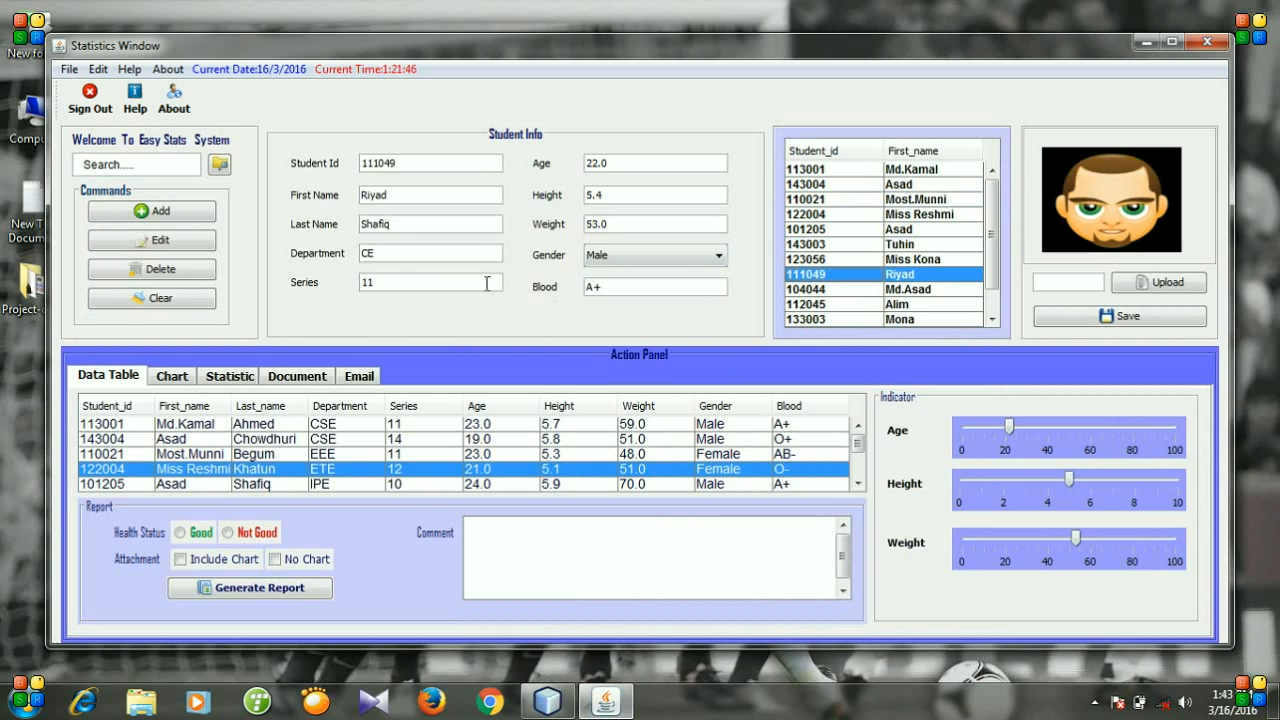 B
S R
B
S R
New fo
Statistics Window
File Edit Help About Current Date:16/3/2016 Current Time:1:21:46
Sign Out Help About
Compu
New T
Docum
Project-
Welcome To Easy Stats System
Search.....
Commands
Add
Edit
Delete
Clear
Student Info
Student Id 111049 Age 22.0
First Name Riyad Height 5.4
Last Name Shafiq Weight 53.0
Department CE Gender Male
Series 11 Blood A+
Student_id First_name
113001 Md.Kamal
143004 Asad
110021 Most.Munni
122004 Miss Reshmi
101205 Asad
143003 Tuhin
123056 Miss Kona
111049 Riyad
104044 Md.Asad
112045 Alim
133003 Mona
Upload
Save
Action Panel
Data Table Chart Statistic Document Email
Student_id First_name Last_name Department Series Age Height Weight Gender Blood
113001 Md.Kamal Ahmed CSE 11 23.0 5.7 59.0 Male A+
143004 Asad Chowdhuri CSE 14 19.0 5.8 51.0 Male O+
110021 Most.Munni Begum EEE 11 23.0 5.3 48.0 Female AB-
122004 Miss Reshmi Khatun ETE 12 21.0 5.1 51.0 Female O-
101205 Asad Shafiq IPE 10 24.0 5.9 70.0 Male A+
Indicator
Age
0 20 40 60 80 100
Height
0 2 4 6 8 10
Weight
0 20 40 60 80 100
Report
Health Status Good Not Good Comment
Attachment Include Chart No Chart
Generate Report
B
S R
B
S R
1:43 PM
3/16/2016